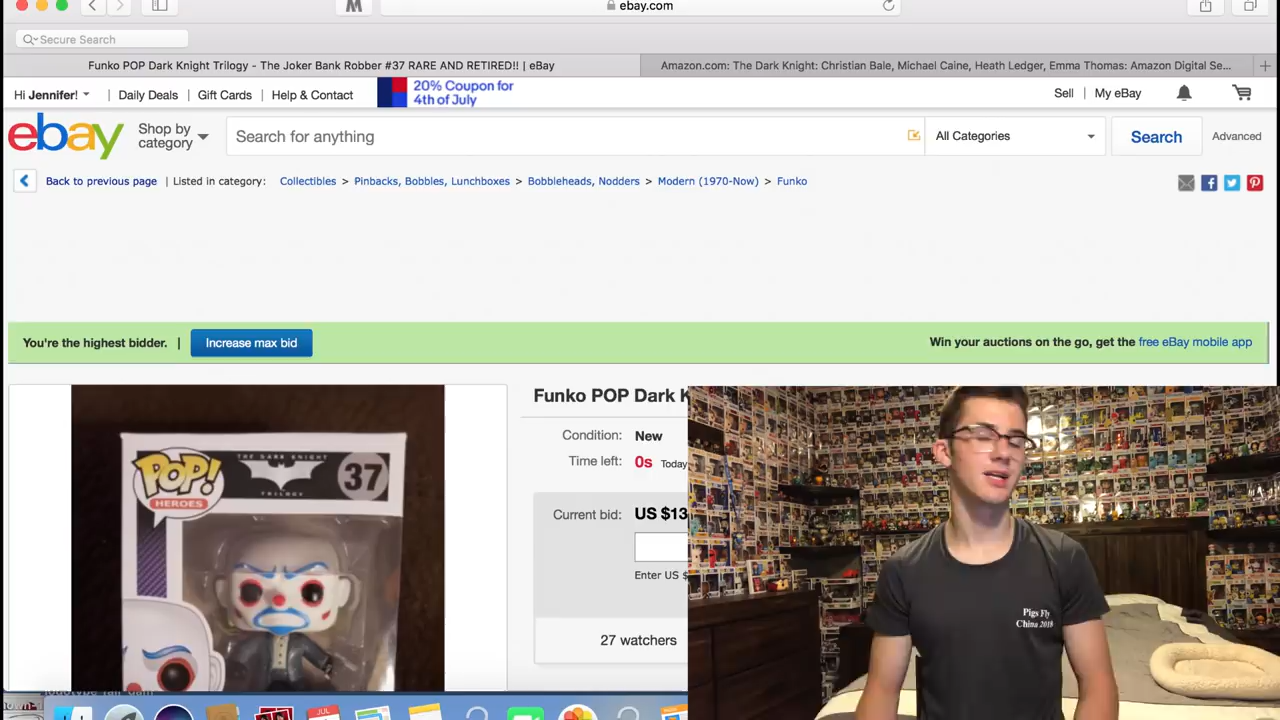 ebay.com
Secure Search
Funko POP Dark Knight Trilogy - The Joker Bank Robber #37 RARE AND RETIRED!! | eBay
Amazon.com: The Dark Knight: Christian Bale, Michael Caine, Heath Ledger, Emma Thomas: Amazon Digital Se...
Hi Jennifer!
Daily Deals
Gift Cards
Help & Contact
20% Coupon for
4th of July
Sell
My eBay
ebay
Shop by
category
Search for anything
All Categories
Search
Advanced
Back to previous page
Listed in category:
Collectibles > Pinbacks, Bobbles, Lunchboxes > Bobbleheads, Nodders > Modern (1970-Now) > Funko
You're the highest bidder. |
Increase max bid
Win your auctions on the go, get the free eBay mobile app
Funko POP Dark K
Condition: New
Time left: 0s Today
Current bid: US $13
Enter US $
27 watchers
POP!
HEROES
THE DARK KNIGHT
TRILOGY
37
Pigs Fly
China 2018
JUL